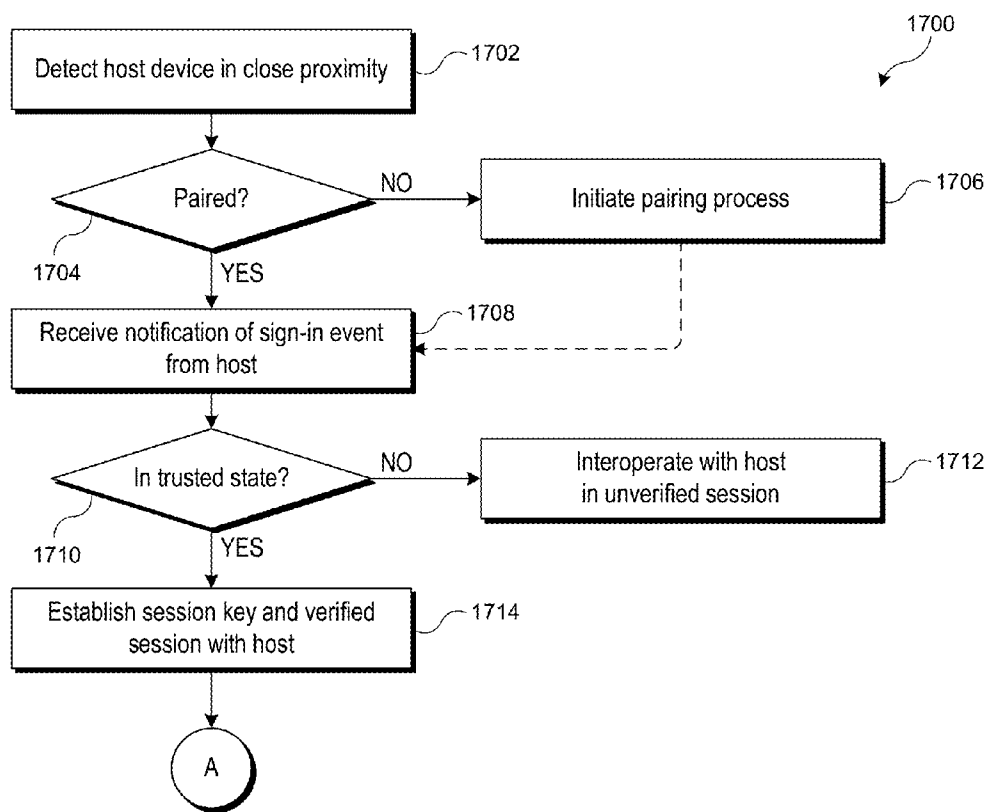 1700
Detect host device in close proximity
1702
Paired?
NO
Initiate pairing process
1706
1704
YES
Receive notification of sign-in event
from host
1708
In trusted state?
NO
Interoperate with host
in unverified session
1712
1710
YES
Establish session key and verified
session with host
1714
A